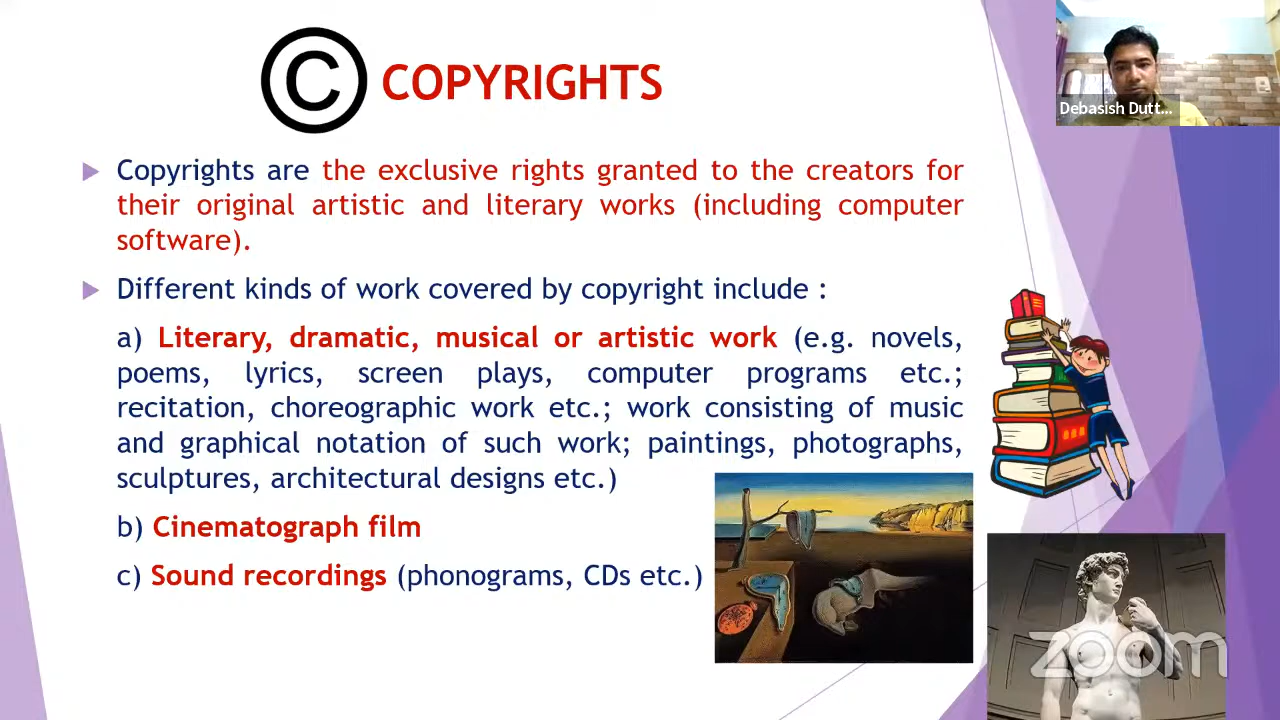 © COPYRIGHTS
Debasish Dutt...
Copyrights are the exclusive rights granted to the creators for
their original artistic and literary works (including computer
software).
Different kinds of work covered by copyright include :
a) Literary, dramatic, musical or artistic work (e.g. novels,
poems, lyrics, screen plays, computer programs etc.;
recitation, choreographic work etc.; work consisting of music
and graphical notation of such work; paintings, photographs,
sculptures, architectural designs etc.)
b) Cinematograph film
c) Sound recordings (phonograms, CDs etc.)
zoom